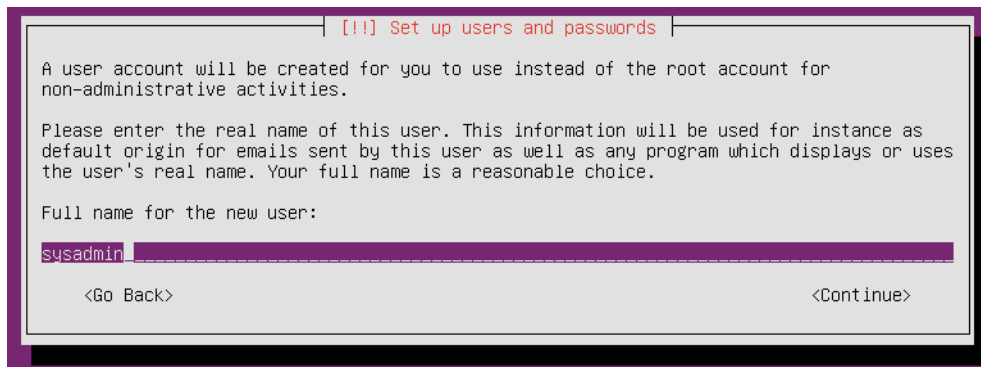 [!!] Set up users and passwords
A user account will be created for you to use instead of the root account for
non-administrative activities.
Please enter the real name of this user. This information will be used for instance as
default origin for emails sent by this user as well as any program which displays or uses
the user's real name. Your full name is a reasonable choice.
Full name for the new user:
sysadmin
<Go Back> <Continue>